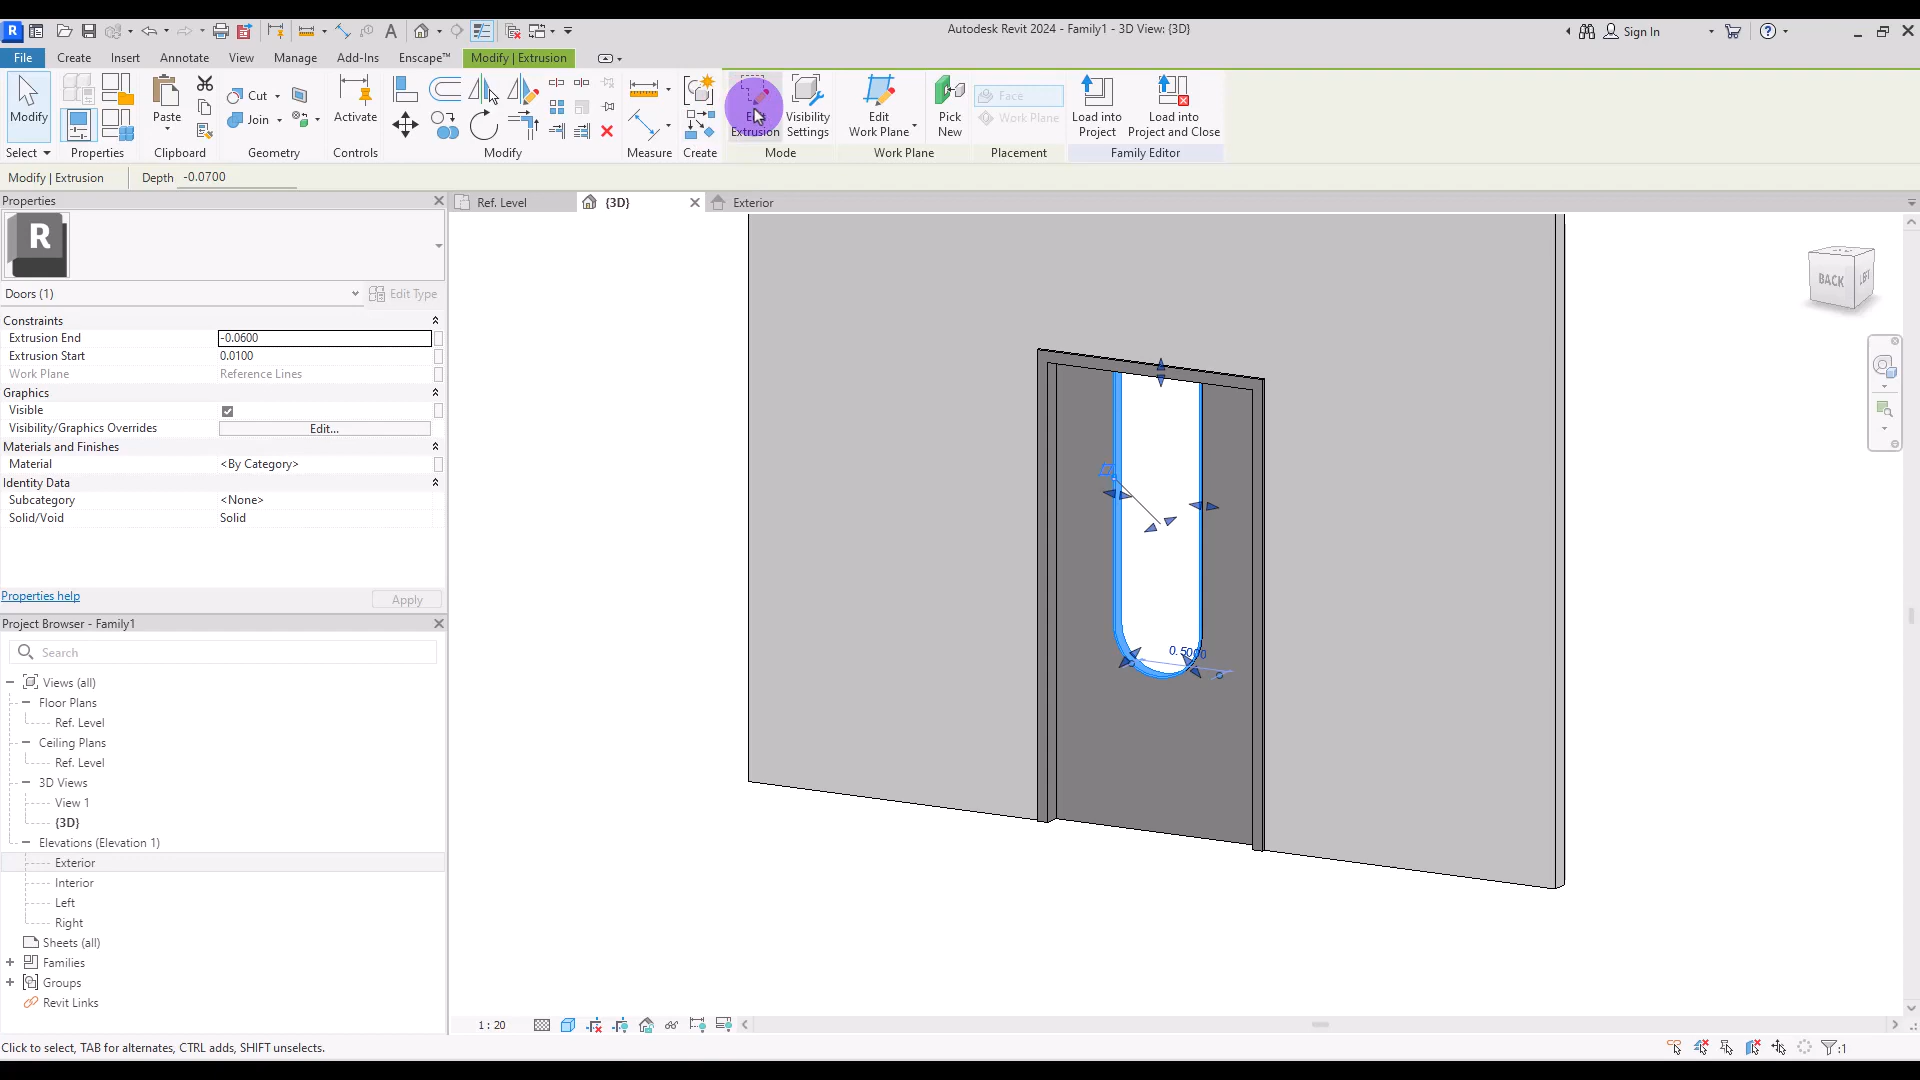 Autodesk Revit 2024 - Family1 - 3D View: {3D}
Sign In
File Create Insert Annotate View Manage Add-Ins Enscape™ Modify | Extrusion
Modify
Paste
Cut
Join
Activate
Extrusion
Visibility Settings
Edit Work Plane
Pick New
Face
Work Plane
Load into Project
Load into Project and Close
Select Properties Clipboard Geometry Controls Modify Measure Create Mode Work Plane Placement Family Editor
Modify | Extrusion Depth -0.0700
Properties
Ref. Level {3D} Exterior
R
Doors (1) Edit Type
Constraints
Extrusion End -0.0600
Extrusion Start 0.0100
Work Plane Reference Lines
Graphics
Visible
Visibility/Graphics Overrides Edit...
Materials and Finishes
Material <By Category>
Identity Data
Subcategory <None>
Solid/Void Solid
Properties help Apply
BACK LEFT
0.5000
Project Browser - Family1
Search
Views (all)
Floor Plans
Ref. Level
Ceiling Plans
Ref. Level
3D Views
View 1
{3D}
Elevations (Elevation 1)
Exterior
Interior
Left
Right
Sheets (all)
Families
Groups
Revit Links
1 : 20
Click to select, TAB for alternates, CTRL adds, SHIFT unselects.
:1